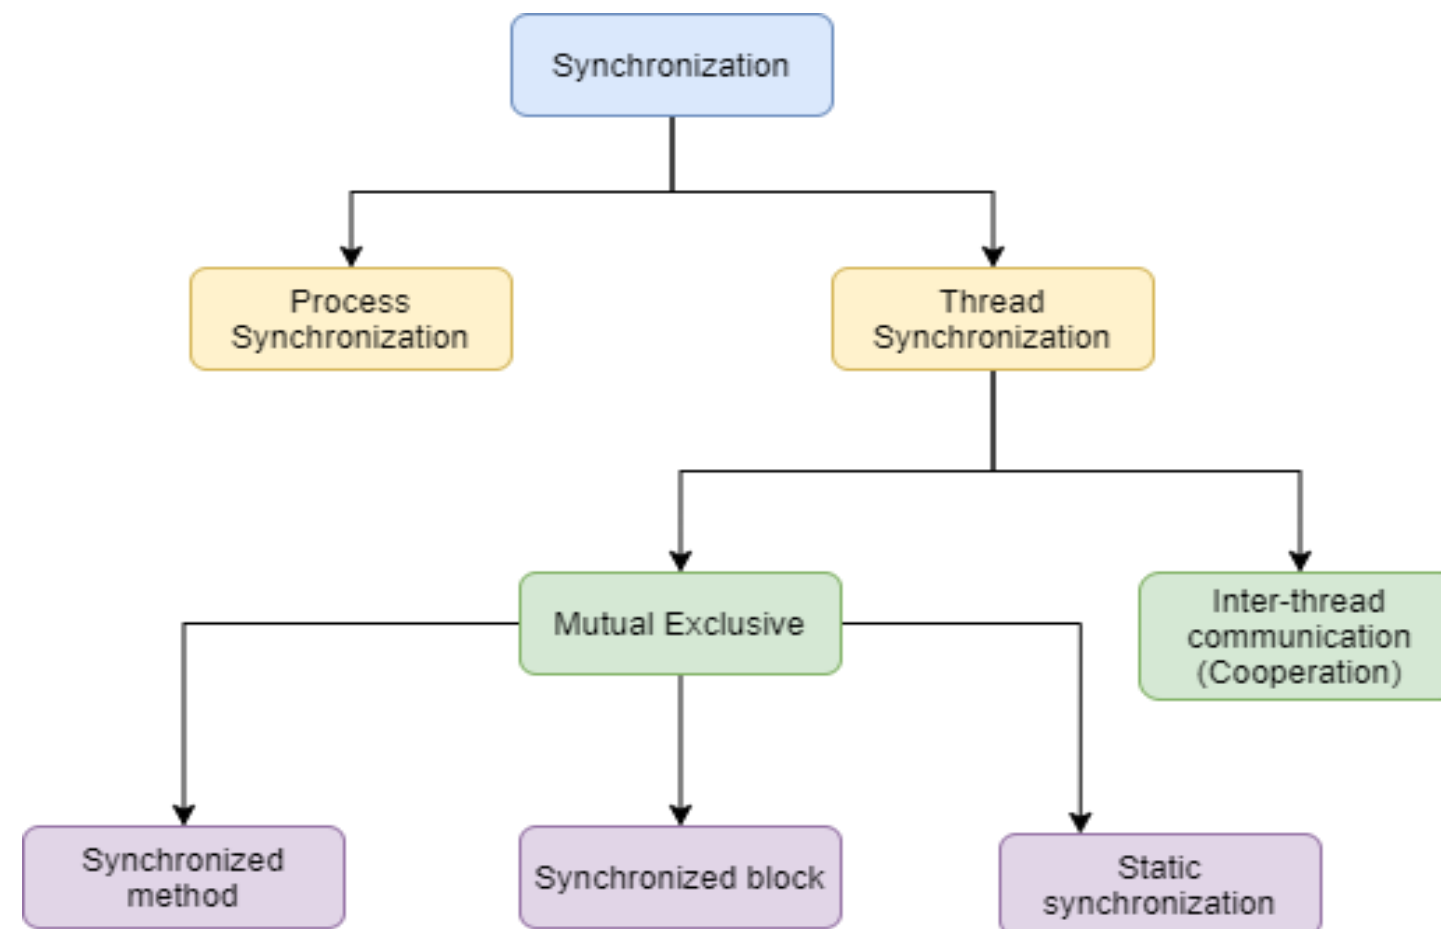 Synchronization
Process
Synchronization
Thread
Synchronization
Mutual Exclusive
Inter-thread
communication
(Cooperation)
Synchronized
method
Synchronized block
Static
synchronization